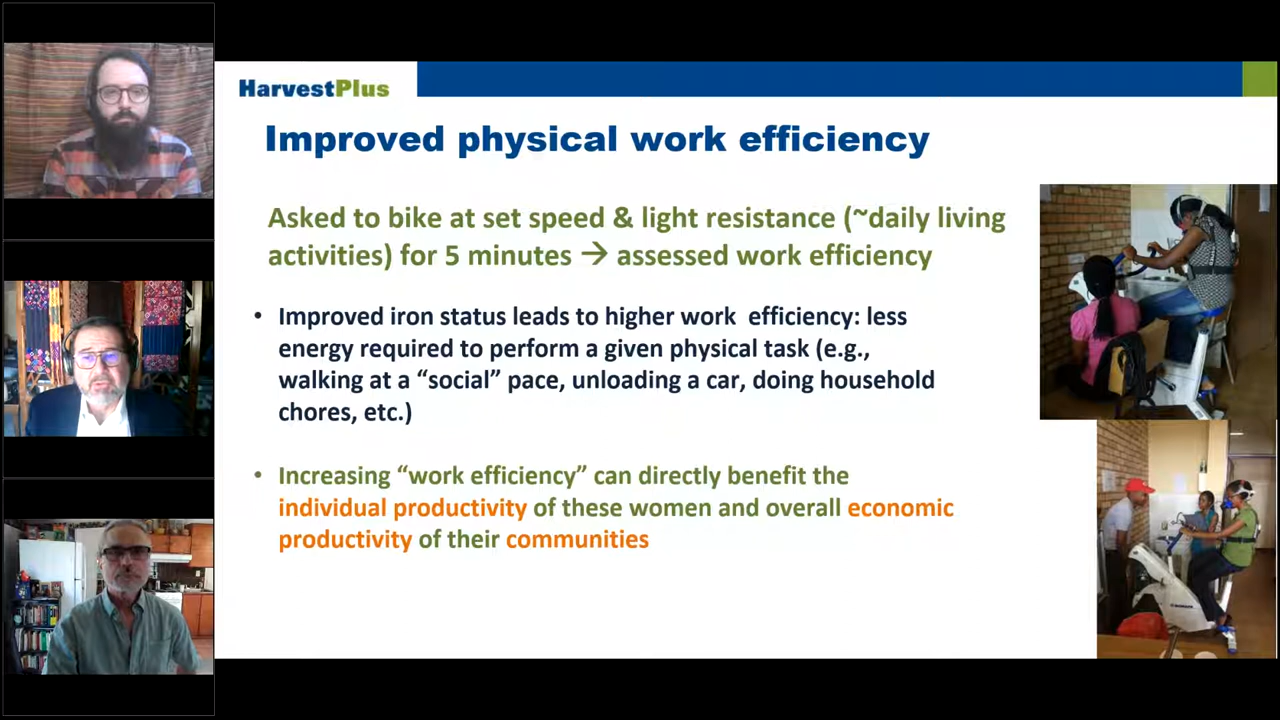 HarvestPlus
Improved physical work efficiency
Asked to bike at set speed & light resistance (~daily living
activities) for 5 minutes → assessed work efficiency
• Improved iron status leads to higher work efficiency: less
energy required to perform a given physical task (e.g.,
walking at a “social” pace, unloading a car, doing household
chores, etc.)
• Increasing “work efficiency” can directly benefit the
individual productivity of these women and overall economic
productivity of their communities